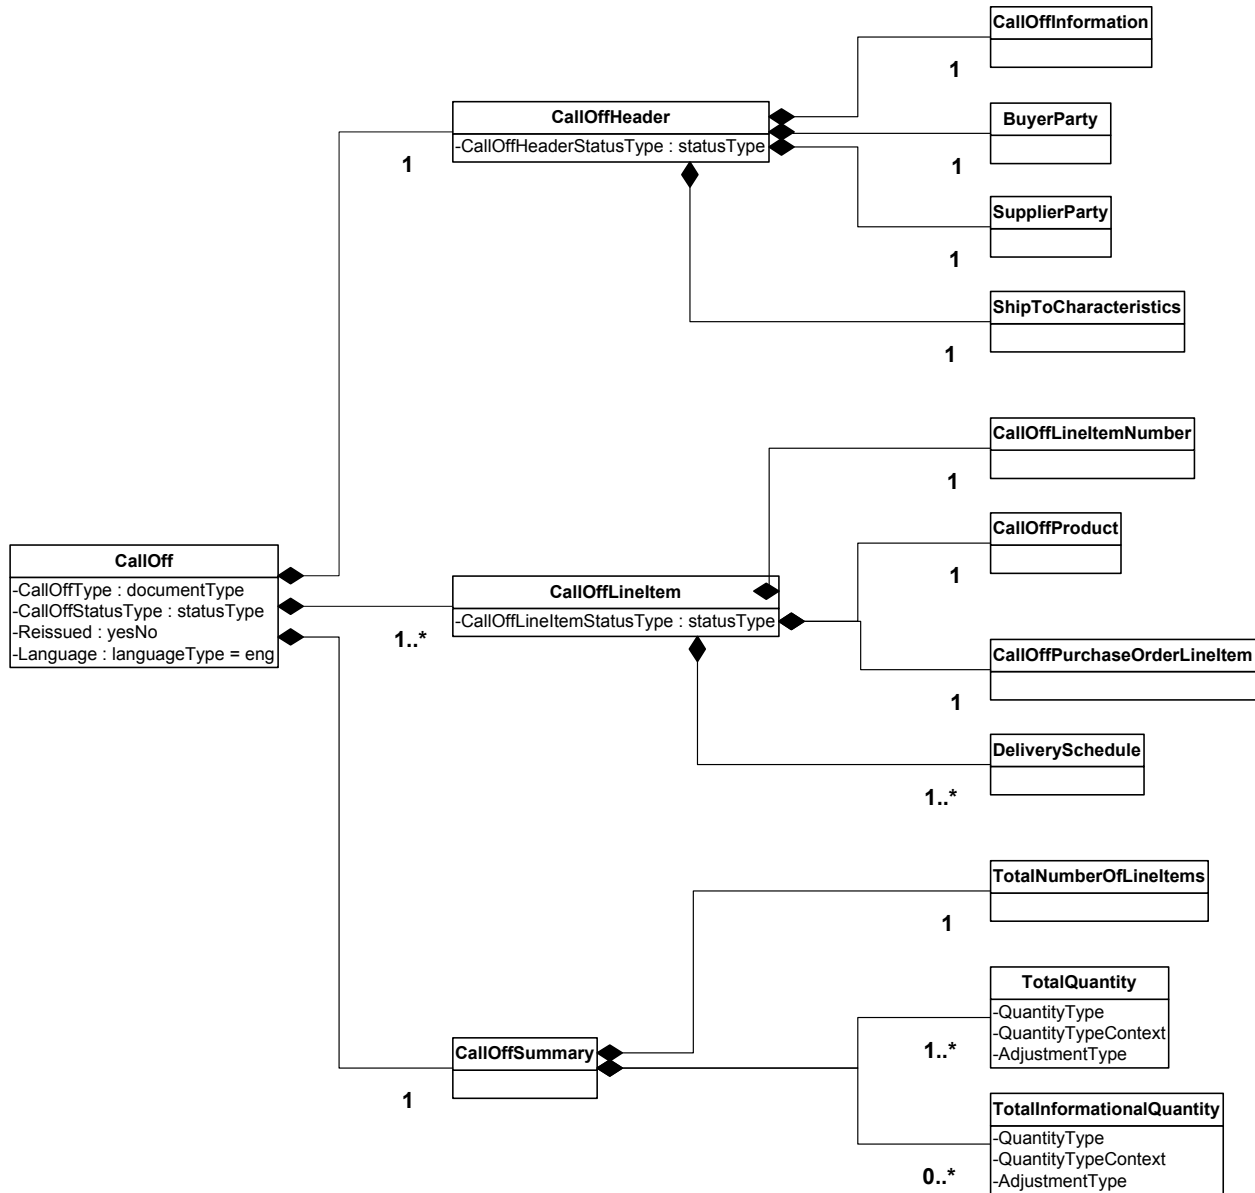 CallOffInformation
1
CallOffHeader
-CallOffHeaderStatusType : statusType
1
BuyerParty
1
SupplierParty
1
ShipToCharacteristics
1
CallOffLineItemNumber
1
CallOffProduct
1
CallOff
-CallOffType : documentType
-CallOffStatusType : statusType
-Reissued : yesNo
-Language : languageType = eng
CallOffLineItem
-CallOffLineItemStatusType : statusType
1..*
CallOffPurchaseOrderLineItem
1
DeliverySchedule
1..*
TotalNumberOfLineItems
1
TotalQuantity
-QuantityType
-QuantityTypeContext
-AdjustmentType
1..*
CallOffSummary
1
TotalInformationalQuantity
-QuantityType
-QuantityTypeContext
-AdjustmentType
0..*